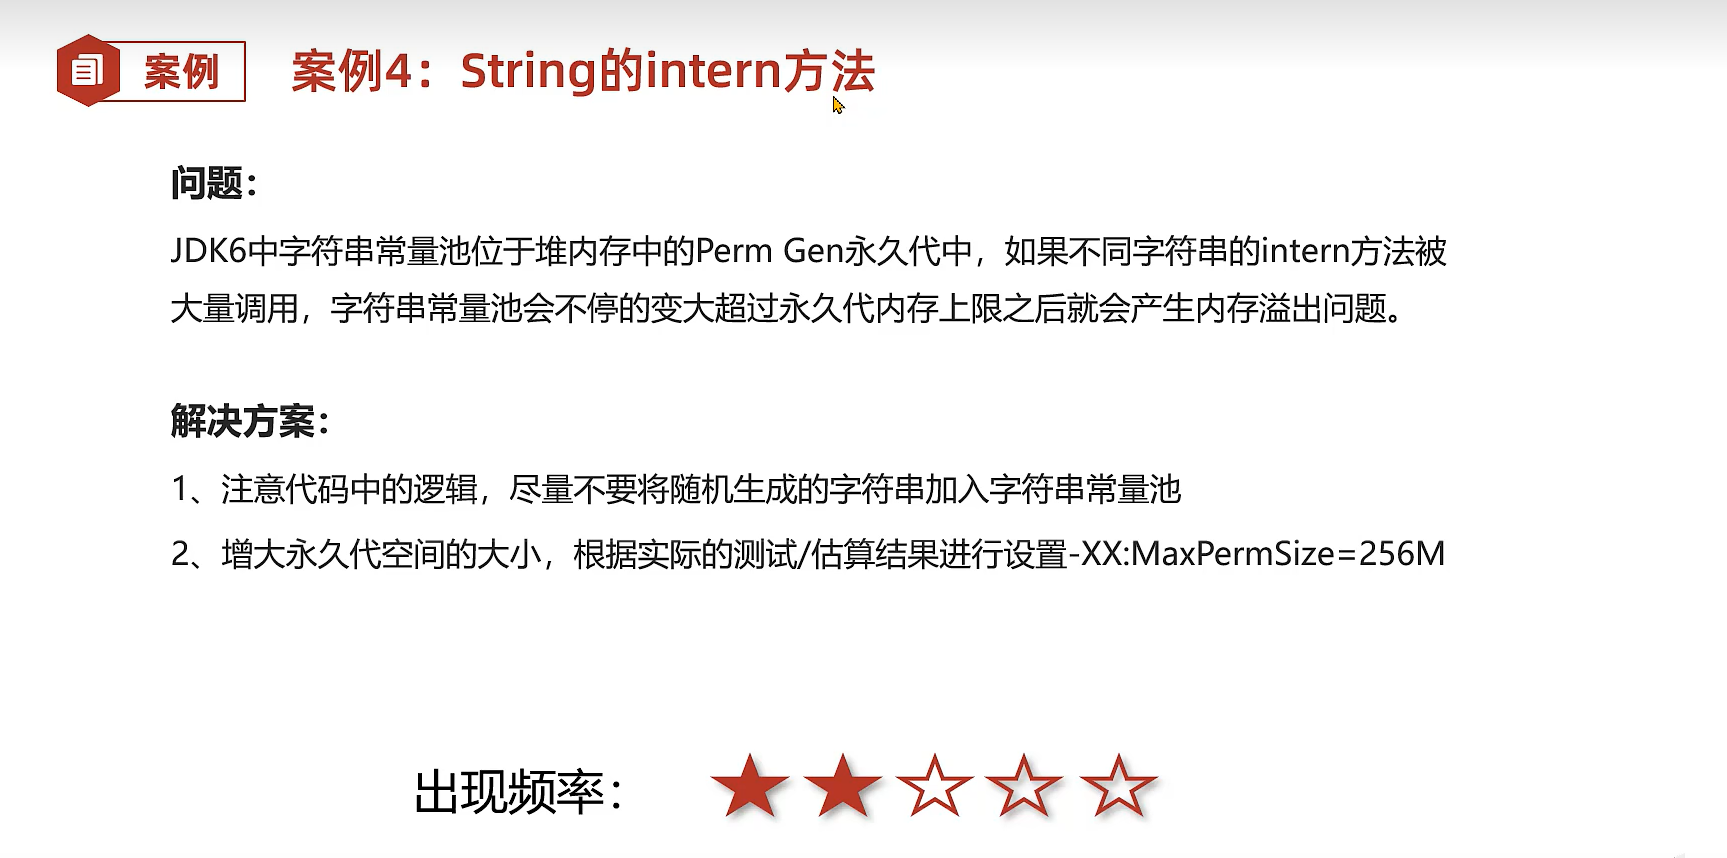 案例
案例4：String的intern方法
问题：
JDK6中字符串常量池位于堆内存中的Perm Gen永久代中，如果不同字符串的intern方法被
大量调用，字符串常量池会不停的变大超过永久代内存上限之后就会产生内存溢出问题。
解决方案：
1、注意代码中的逻辑，尽量不要将随机生成的字符串加入字符串常量池
2、增大永久代空间的大小，根据实际的测试/估算结果进行设置-XX:MaxPermSize=256M
出现频率：